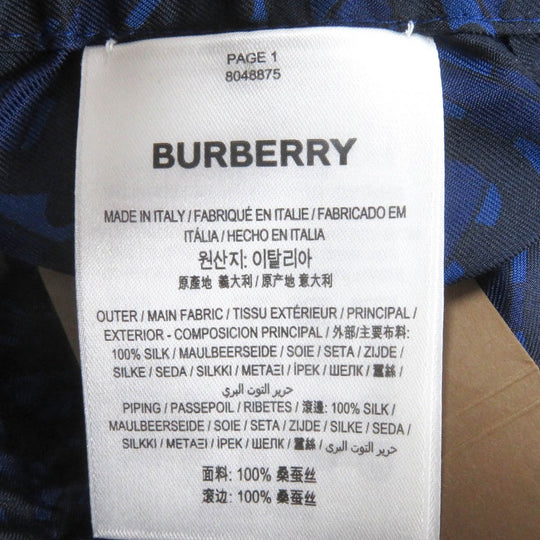 PAGE 1
8048875
BURBERRY
MADE IN ITALY / FABRIQUÉ EN ITALIE / FABRICADO EM
ITÁLIA / HECHO EN ITALIA
원산지: 이탈리아
原產地 義大利 / 原产地 意大利
OUTER / MAIN FABRIC / TISSU EXTÉRIEUR / PRINCIPAL /
EXTERIOR - COMPOSICION PRINCIPAL / 外部/主要布料:
100% SILK / MAULBEERSEIDE / SOIE / SETA / ZIJDE /
SILKE / SEDA / SILKKI / ΜΕΤΑΞΙ / İPEK / ШЕЛК / 蠶絲 /
حرير التوت البري
PIPING / PASSEPOIL / RIBETES / 滾邊: 100% SILK /
MAULBEERSEIDE / SOIE / SETA / ZIJDE / SILKE / SEDA /
SILKKI / ΜΕΤΑΞΙ / İPEK / ШЕЛК / 蠶絲 / حرير التوت البري
面料: 100% 桑蚕丝
滚边: 100% 桑蚕丝